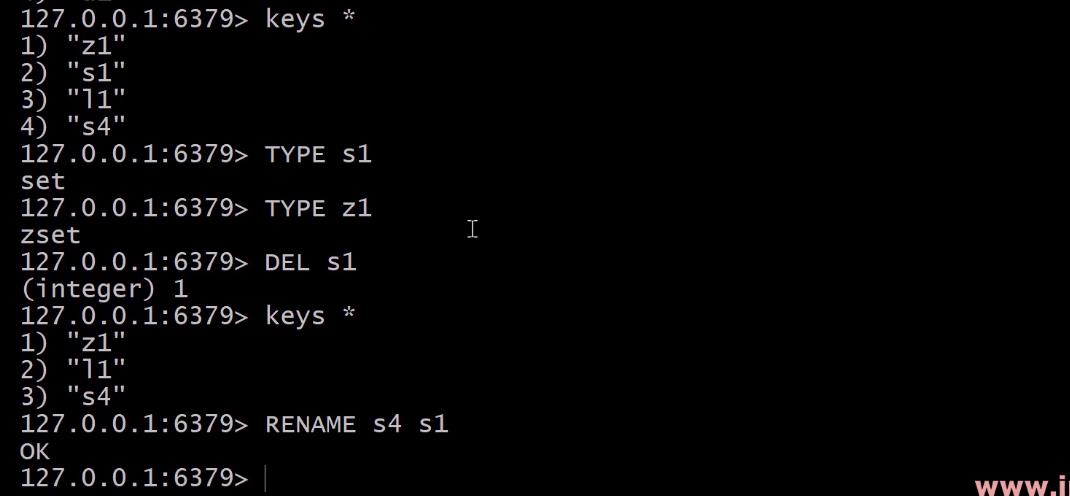 127.0.0.1:6379> keys *
1) "z1"
2) "s1"
3) "l1"
4) "s4"
127.0.0.1:6379> TYPE s1
set
127.0.0.1:6379> TYPE z1
zset
127.0.0.1:6379> DEL s1
(integer) 1
127.0.0.1:6379> keys *
1) "z1"
2) "l1"
3) "s4"
127.0.0.1:6379> RENAME s4 s1
OK
127.0.0.1:6379>